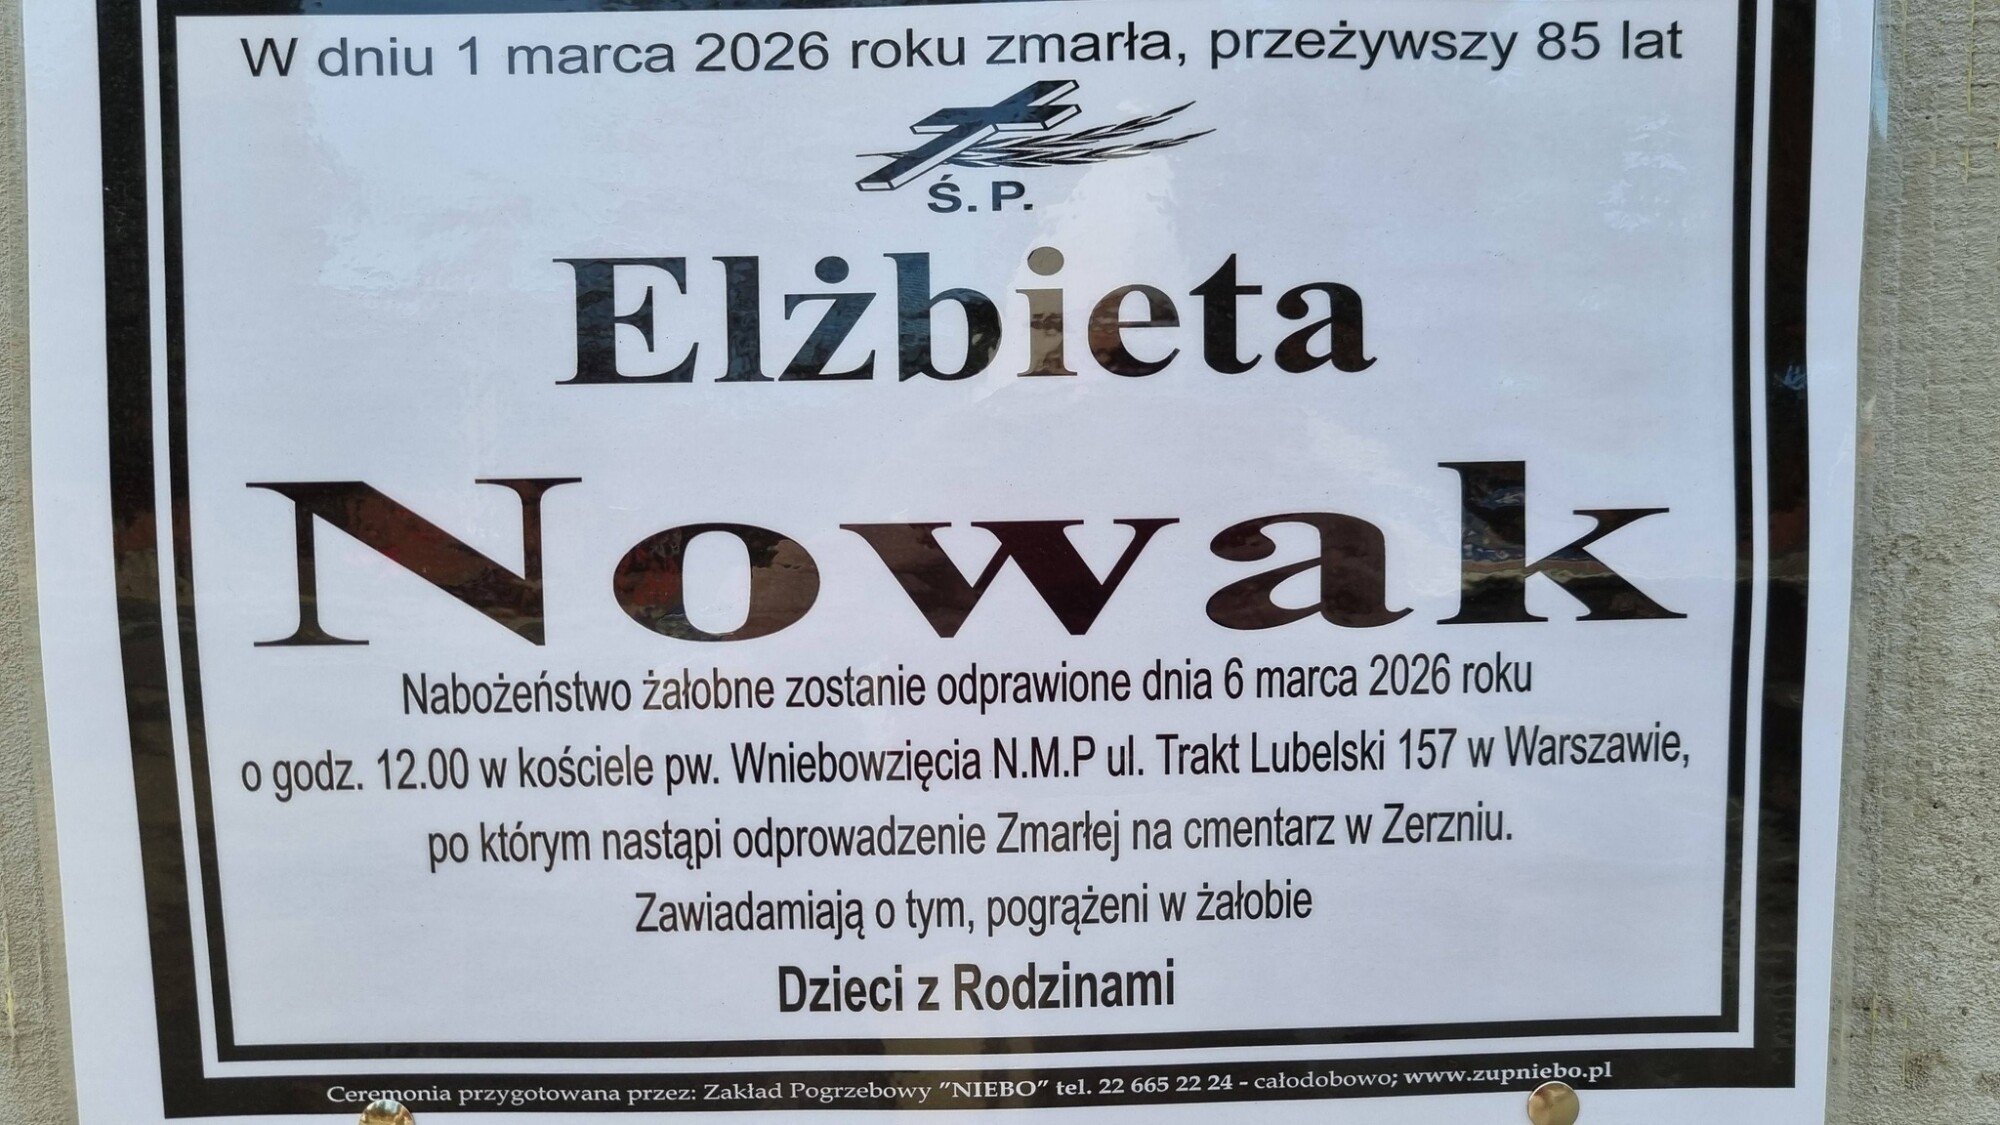 W dniu 1 marca 2026 roku zmarła, przeżywszy 85 lat
Ś.P.
Elżbieta
Nowak
Nabożeństwo żałobne zostanie odprawione dnia 6 marca 2026 roku
o godz. 12.00 w kościele pw. Wniebowzięcia N.M.P ul. Trakt Lubelski 157 w Warszawie,
po którym nastąpi odprowadzenie Zmarłej na cmentarz w Zerzniu.
Zawiadamiają o tym, pogrążeni w żałobie
Dzieci z Rodzinami
Ceremonia przygotowana przez: Zakład Pogrzebowy "NIEBO" tel. 22 665 22 24 - całodobowo; www.zupniebo.pl